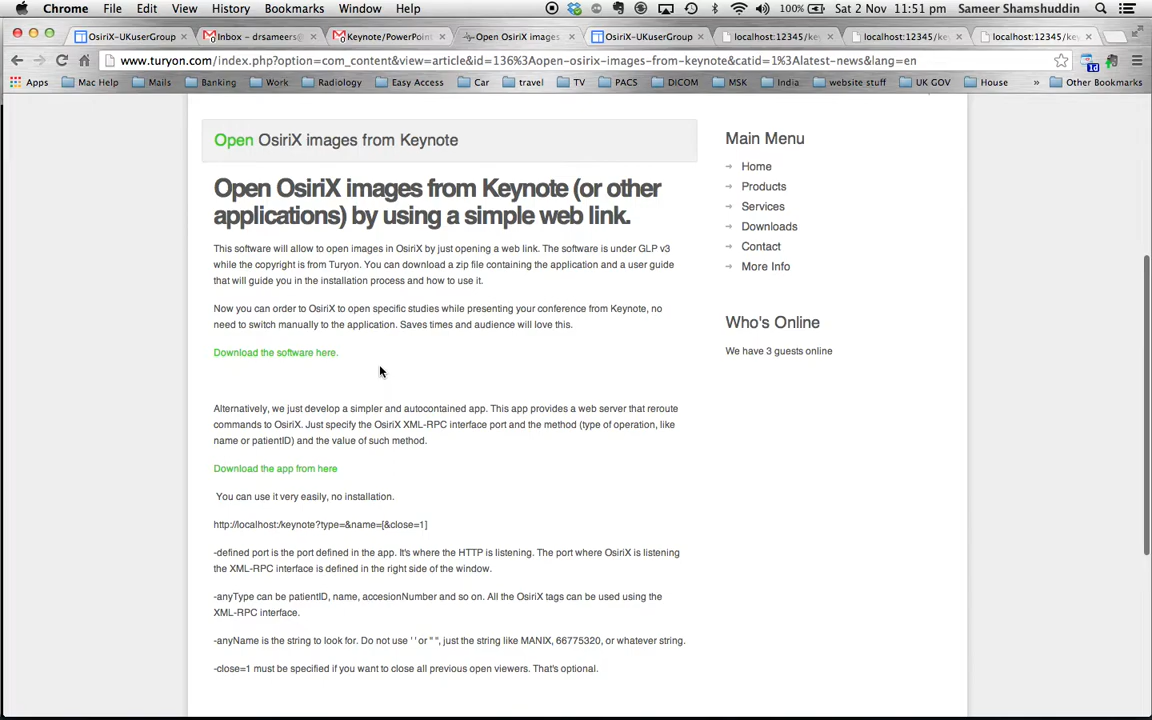 Chrome File Edit View History Bookmarks Window Help 100% Sat 2 Nov 11:51 pm Sameer Shamshuddin
OsiriX-UKuserGroup Inbox – drsameers@ Keynote/PowerPoin Open OsiriX images OsiriX-UKuserGroup localhost:12345/key localhost:12345/key localhost:12345/key
www.turyon.com/index.php?option=com_content&view=article&id=136%3Aopen-osirix-images-from-keynote&catid=1%3Alatest-news&lang=en
Apps Mac Help Mails Banking Work Radiology Easy Access Car travel TV PACS DiCOM MSK India website stuff UK GOV House » Other Bookmarks
Open OsiriX images from Keynote
Open OsiriX images from Keynote (or other
applications) by using a simple web link.
This software will allow to open images in OsiriX by just opening a web link. The software is under GLP v3
while the copyright is from Turyon. You can download a zip file containing the application and a user guide
that will guide you in the installation process and how to use it.
Now you can order to OsiriX to open specific studies while presenting your conference from Keynote, no
need to switch manually to the application. Saves times and audience will love this.
Download the software here.
Alternatively, we just develop a simpler and autocontained app. This app provides a web server that reroute
commands to OsiriX. Just specify the OsiriX XML-RPC interface port and the method (type of operation, like
name or patientID) and the value of such method.
Download the app from here
You can use it very easily, no installation.
http://localhost:/keynote?type=&name=[&close=1]
-defined port is the port defined in the app. It's where the HTTP is listening. The port where OsiriX is listening
the XML-RPC interface is defined in the right side of the window.
-anyType can be patientID, name, accesionNumber and so on. All the OsiriX tags can be used using the
XML-RPC interface.
-anyName is the string to look for. Do not use ' ' or " ", just the string like MANIX, 66775320, or whatever string.
-close=1 must be specified if you want to close all previous open viewers. That's optional.
Main Menu
Home
Products
Services
Downloads
Contact
More Info
Who's Online
We have 3 guests online